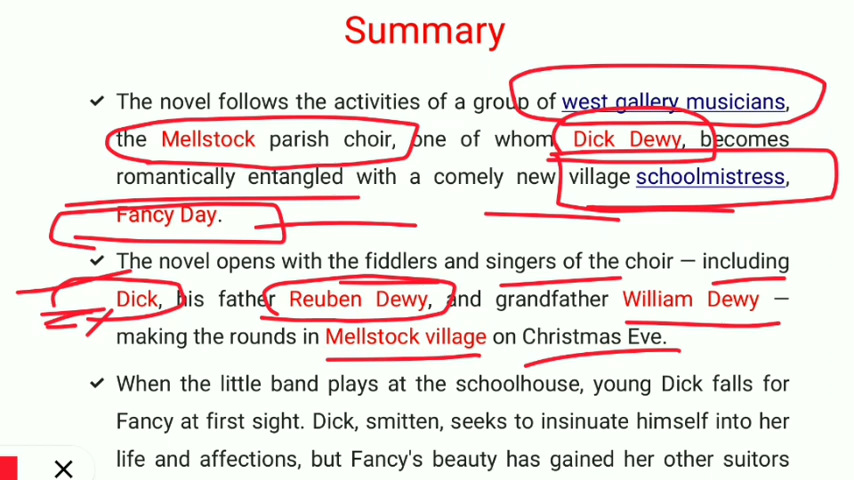 Summary
✓ The novel follows the activities of a group of west gallery musicians,
the Mellstock parish choir, one of whom Dick Dewy, becomes
romantically entangled with a comely new village schoolmistress,
Fancy Day.
✓ The novel opens with the fiddlers and singers of the choir — including
Dick, his father Reuben Dewy, and grandfather William Dewy —
making the rounds in Mellstock village on Christmas Eve.
✓ When the little band plays at the schoolhouse, young Dick falls for
Fancy at first sight. Dick, smitten, seeks to insinuate himself into her
life and affections, but Fancy's beauty has gained her other suitors